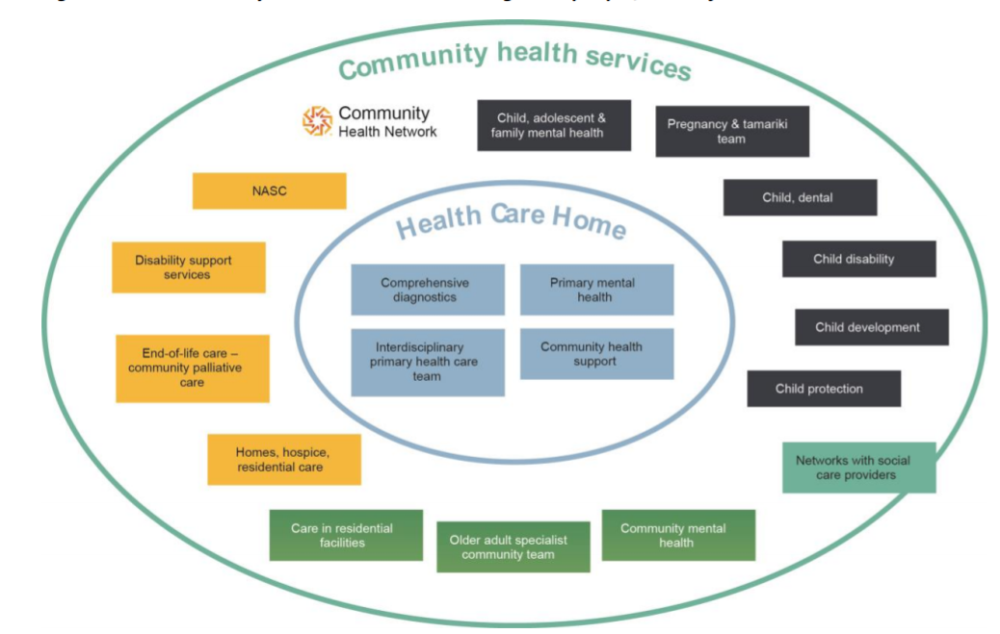 Community health services
Community
Health Network
Child, adolescent &
family mental health
Pregnancy & tamariki
team
NASC
Child, dental
Health Care Home
Disability support
services
Child disability
Comprehensive
diagnostics
Primary mental
health
Child development
End-of-life care –
community palliative
care
Interdisciplinary
primary health care
team
Community health
support
Child protection
Homes, hospice,
residential care
Networks with social
care providers
Care in residential
facilities
Older adult specialist
community team
Community mental
health